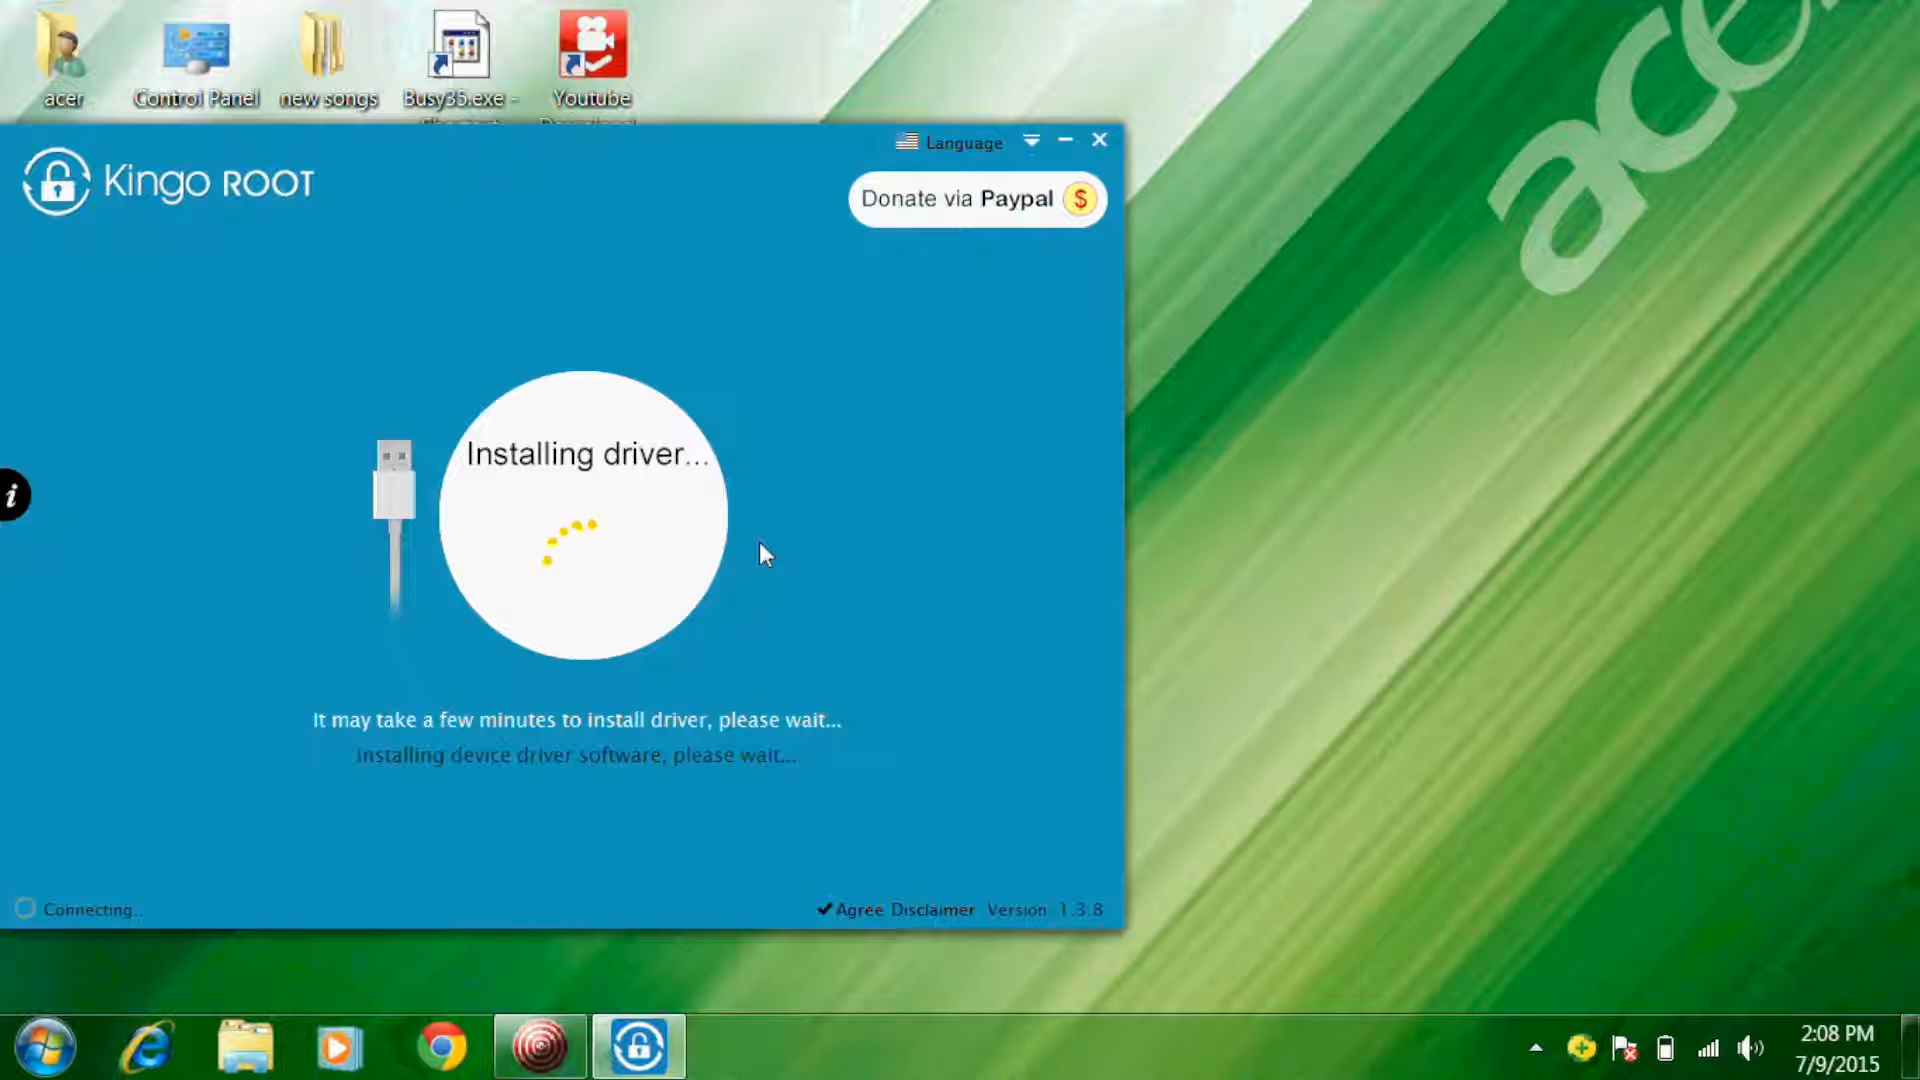 acer
Control Panel
new songs
Busy35.exe -
Youtube
acer
Language
Kingo ROOT
Donate via Paypal $
Installing driver...
i
It may take a few minutes to install driver, please wait...
Installing device driver software, please wait...
Connecting..
Agree Disclaimer Version 1.3.8
2:08 PM
7/9/2015